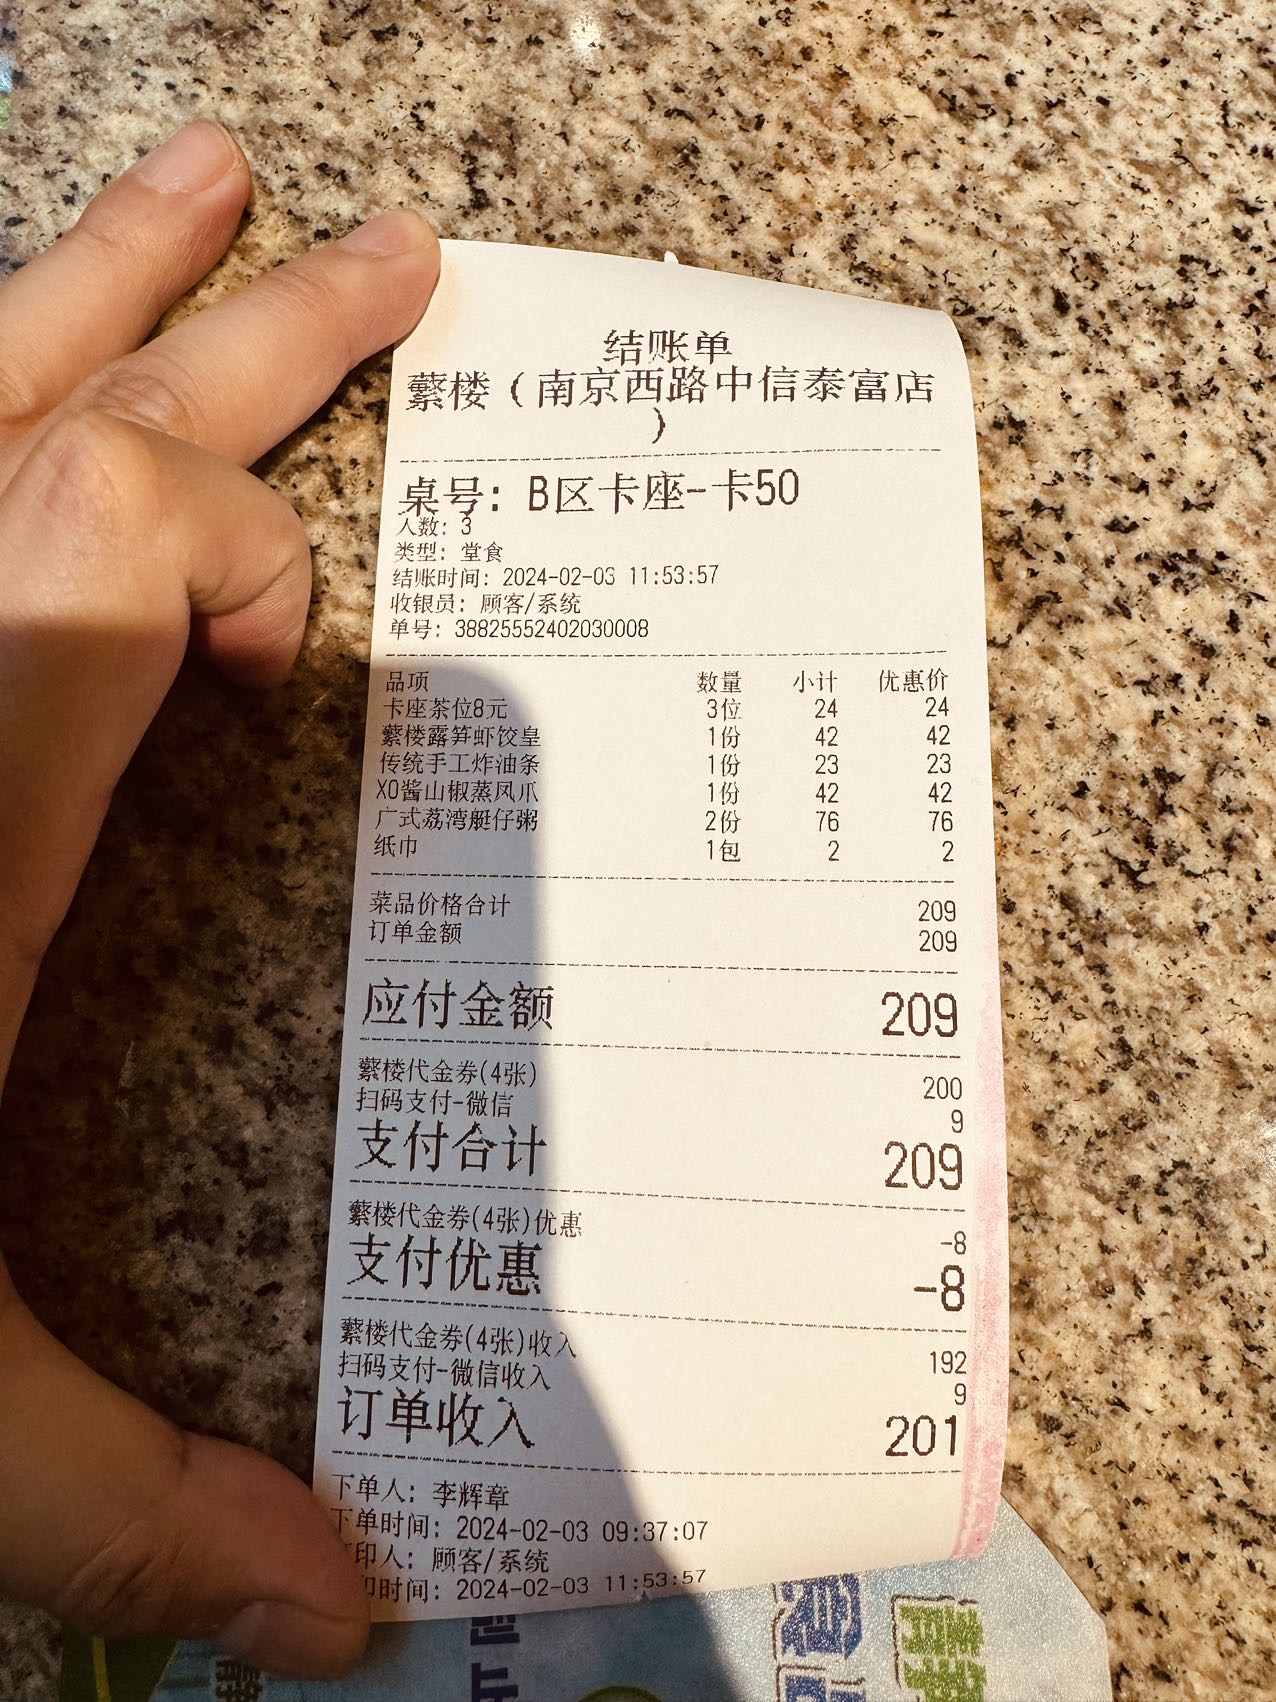 结账单
蘩楼（南京西路中信泰富店
）
桌号: B区卡座-卡50
人数: 3
类型: 堂食
结账时间: 2024-02-03 11:53:57
收银员: 顾客/系统
单号: 38825552402030008
品项 数量 小计 优惠价
卡座茶位8元 3位 24 24
蘩楼露笋虾饺皇 1份 42 42
传统手工炸油条 1份 23 23
XO酱山椒蒸凤爪 1份 42 42
广式荔湾艇仔粥 2份 76 76
纸巾 1包 2 2
菜品价格合计 209
订单金额 209
应付金额 209
蘩楼代金券(4张) 200
扫码支付-微信 9
支付合计 209
蘩楼代金券(4张)优惠 -8
支付优惠 -8
蘩楼代金券(4张)收入 192
扫码支付-微信收入 9
订单收入 201
下单人: 李辉章
下单时间: 2024-02-03 09:37:07
印人: 顾客/系统
印时间: 2024-02-03 11:53:57